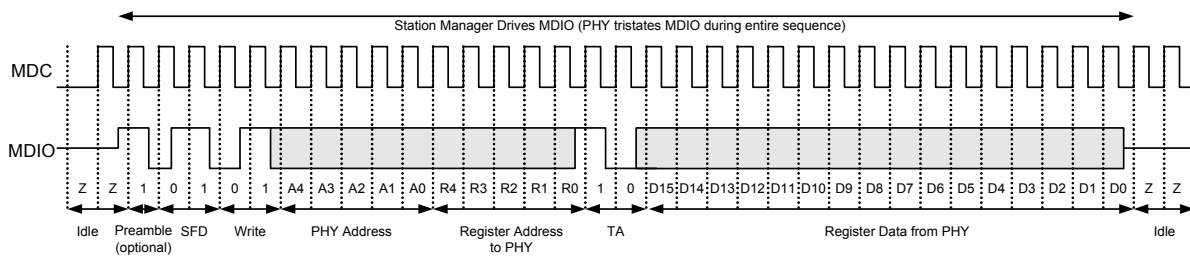 Station Manager Drives MDIO (PHY tristates MDIO during entire sequence)
MDC
MDIO
Z Z 1 0 1 0 1 A4 A3 A2 A1 A0 R4 R3 R2 R1 R0 1 0 D15 D14 D13 D12 D11 D10 D9 D8 D7 D6 D5 D4 D3 D2 D1 D0 Z Z
Idle Preamble SFD Write PHY Address Register Address TA Register Data from PHY Idle
(optional) to PHY